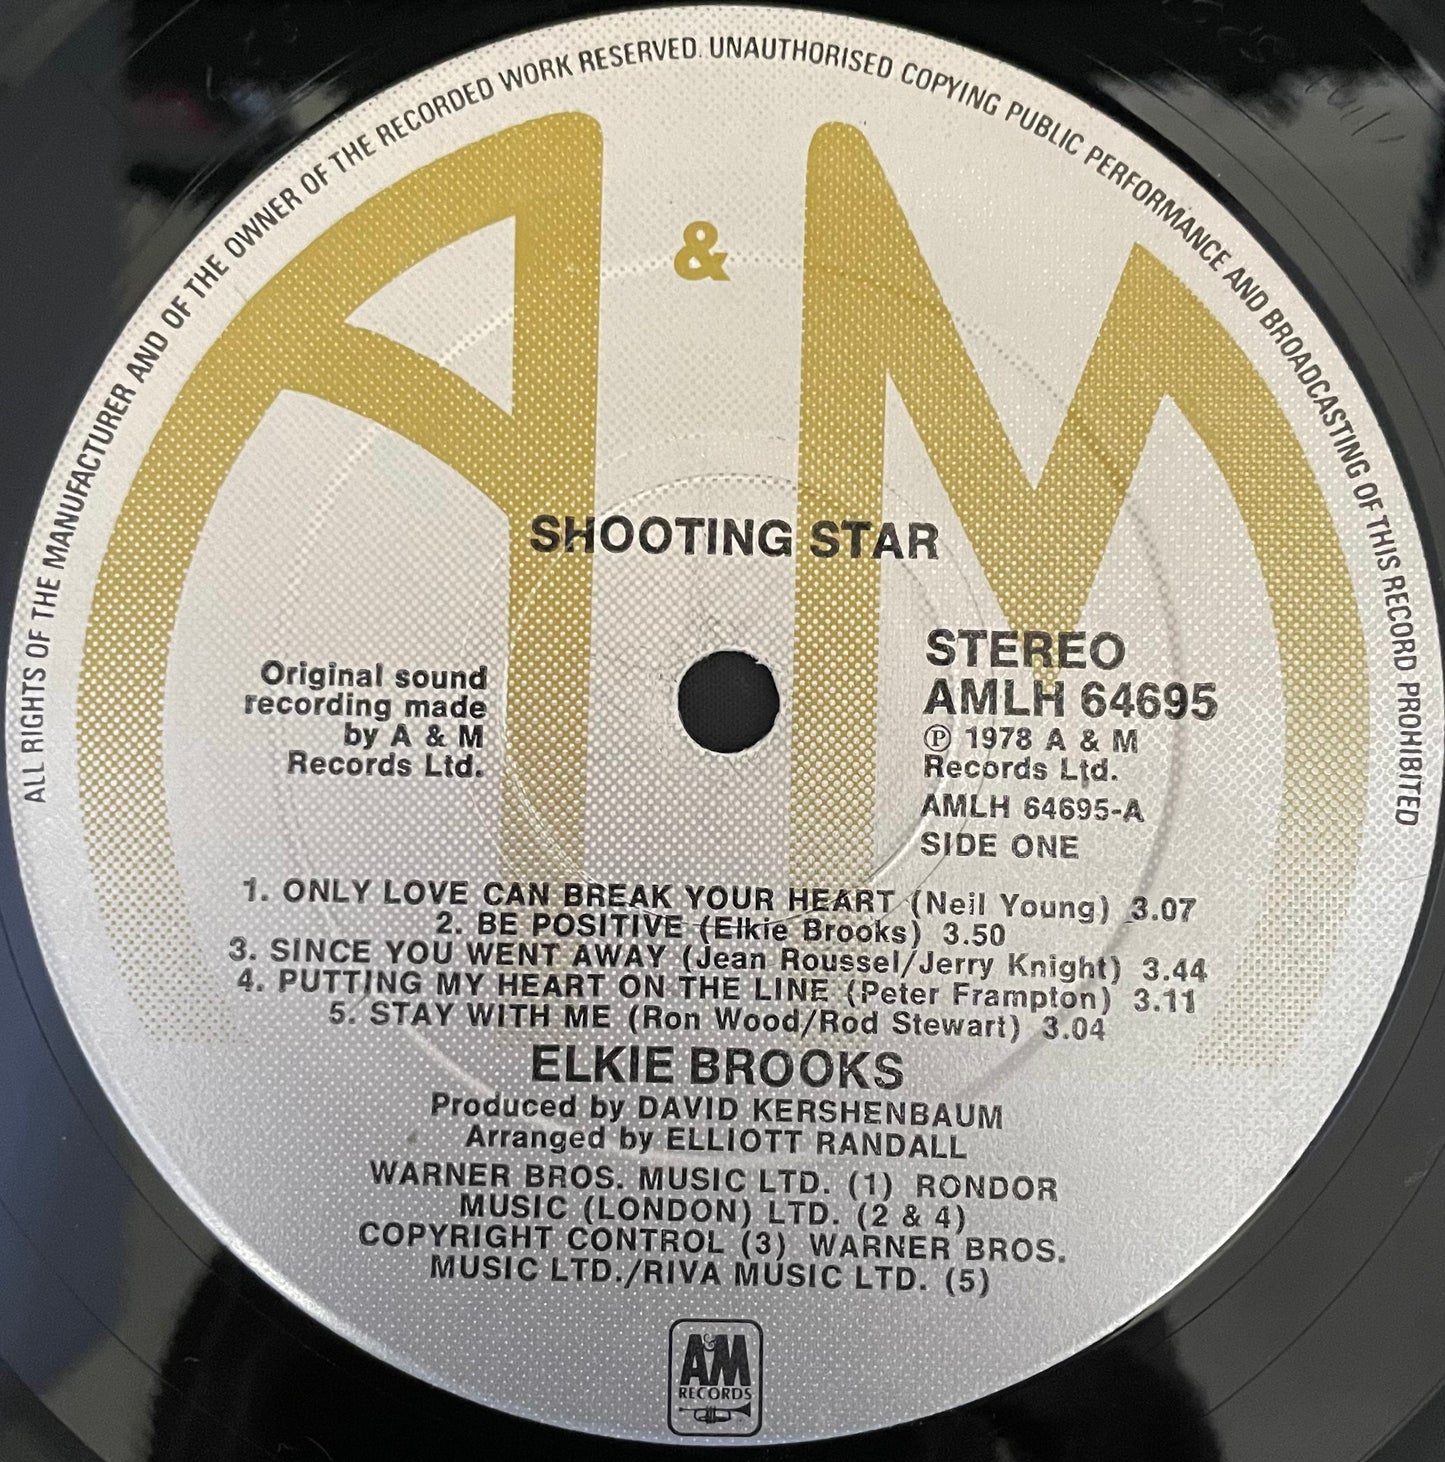 ALL RIGHTS OF THE MANUFACTURER AND OF THE OWNER OF THE RECORDED WORK RESERVED. UNAUTHORISED COPYING PUBLIC PERFORMANCE AND BROADCASTING OF THIS RECORD PROHIBITED
A & M
SHOOTING STAR
Original sound
recording made
by A & M
Records Ltd.
STEREO
AMLH 64695
Ⓟ 1978 A & M
Records Ltd.
AMLH 64695-A
SIDE ONE
1. ONLY LOVE CAN BREAK YOUR HEART (Neil Young) 3.07
2. BE POSITIVE (Elkie Brooks) 3.50
3. SINCE YOU WENT AWAY (Jean Roussel/Jerry Knight) 3.44
4. PUTTING MY HEART ON THE LINE (Peter Frampton) 3.11
5. STAY WITH ME (Ron Wood/Rod Stewart) 3.04
ELKIE BROOKS
Produced by DAVID KERSHENBAUM
Arranged by ELLIOTT RANDALL
WARNER BROS. MUSIC LTD. (1) RONDOR
MUSIC (LONDON) LTD. (2 & 4)
COPYRIGHT CONTROL (3) WARNER BROS.
MUSIC LTD./RIVA MUSIC LTD. (5)
A&M
RECORDS